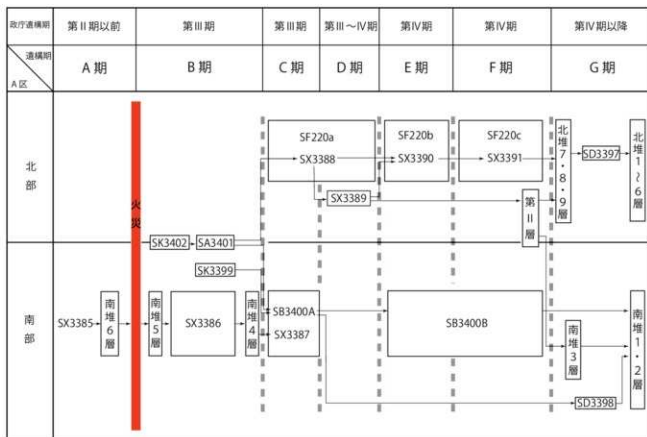 政庁遺構期 第Ⅱ期以前 第Ⅲ期 第Ⅲ期 第Ⅲ〜Ⅳ期 第Ⅳ期 第Ⅳ期 第Ⅳ期以降
遺構期
A区
A期 B期 C期 D期 E期 F期 G期
北部
火災
SF220a
SX3388
SF220b
SX3390
SF220c
SX3391
SX3389
第Ⅱ層
北堆7・8・9層
SD3397
北堆1〜6層
SK3402
SA3401
SK3399
南部
SX3385
南堆6層
南堆5層
SX3386
南堆4層
SB3400A
SX3387
SB3400B
南堆3層
SD3398
南堆1・2層